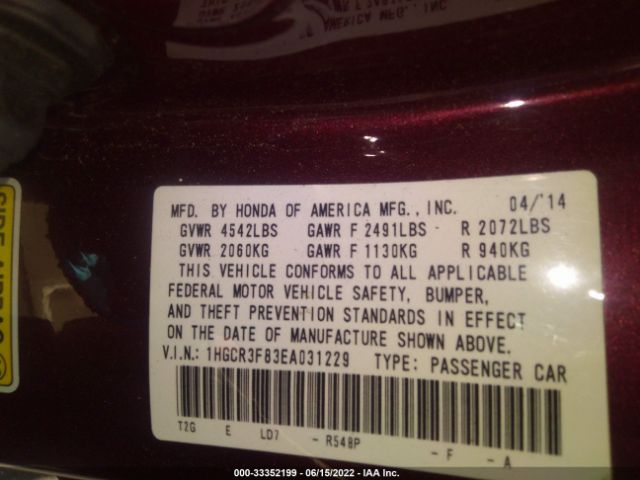 MFD. BY HONDA OF AMERICA MFG., INC. 04/'14
GVWR 4542LBS GAWR F 2491LBS R 2072LBS
GVWR 2060KG GAWR F 1130KG R 940KG
THIS VEHICLE CONFORMS TO ALL APPLICABLE
FEDERAL MOTOR VEHICLE SAFETY, BUMPER,
AND THEFT PREVENTION STANDARDS IN EFFECT
ON THE DATE OF MANUFACTURE SHOWN ABOVE.
V.I.N.: 1HGCR3F83EA031229 TYPE: PASSENGER CAR
T2G E LD7 - R548P - F - A
SIDE AIRBAG
000-33352199 - 06/15/2022 - IAA Inc.